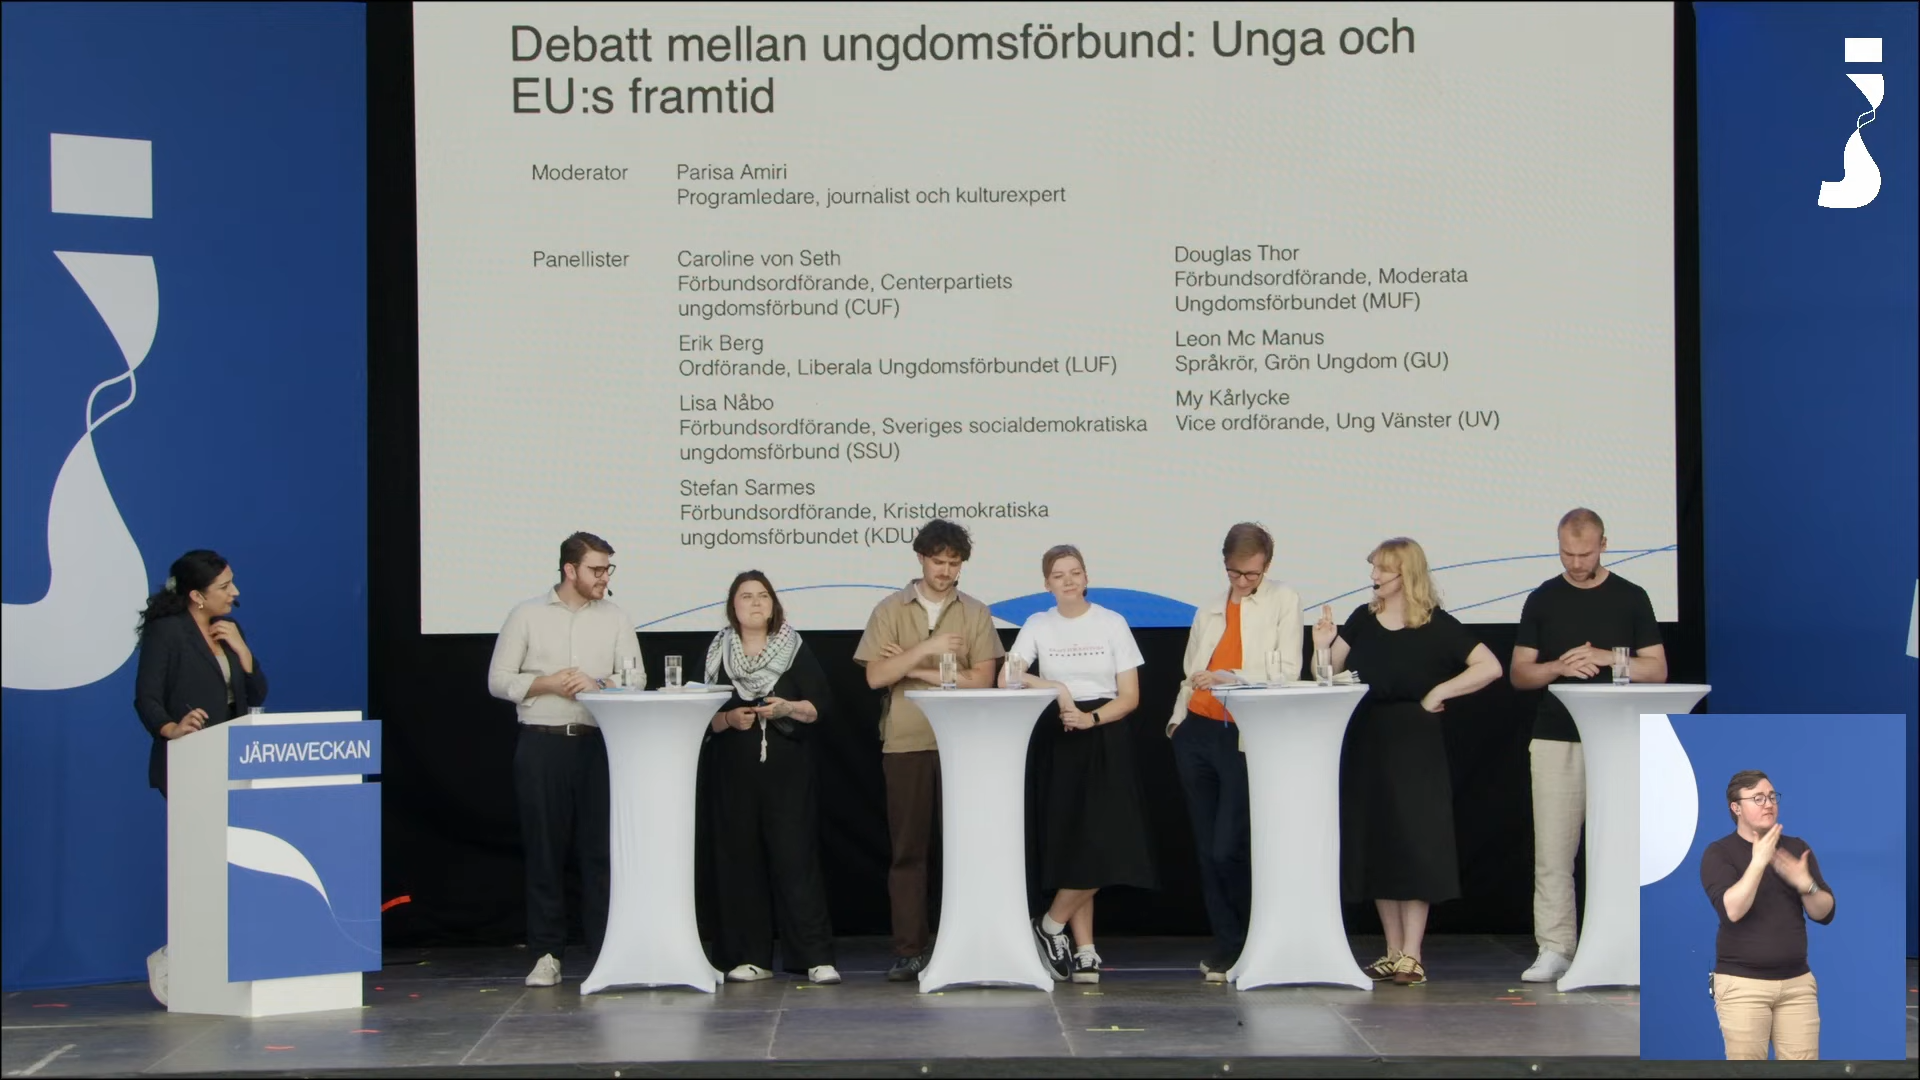 Debatt mellan ungdomsförbund: Unga och
EU:s framtid
Moderator
Parisa Amiri
Programledare, journalist och kulturexpert
Panellister
Caroline von Seth
Förbundsordförande, Centerpartiets
ungdomsförbund (CUF)
Erik Berg
Ordförande, Liberala Ungdomsförbundet (LUF)
Lisa Nåbo
Förbundsordförande, Sveriges socialdemokratiska
ungdomsförbund (SSU)
Stefan Sarmes
Förbundsordförande, Kristdemokratiska
ungdomsförbundet (KDU)
Douglas Thor
Förbundsordförande, Moderata
Ungdomsförbundet (MUF)
Leon Mc Manus
Språkrör, Grön Ungdom (GU)
My Kårlycke
Vice ordförande, Ung Vänster (UV)
JÄRVAVECKAN